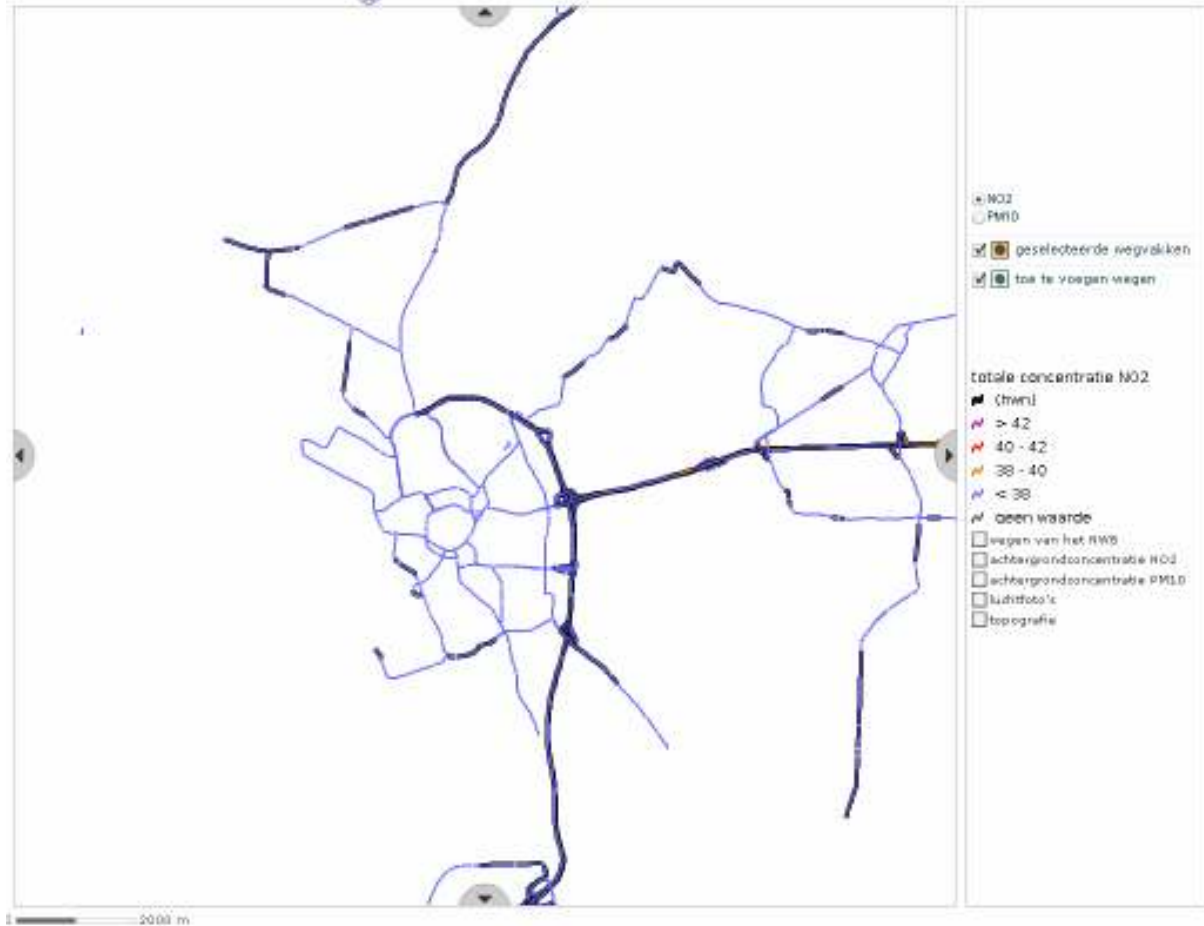 NO2
PM10
geselecteerde wegvakken
toe te voegen wegen
totale concentratie NO2
(hwn)
> 42
40 - 42
38 - 40
< 38
geen waarde
wegen van het NWB
achtergrondconcentratie NO2
achtergrondconcentratie PM10
luchtfoto's
topografie
2000 m